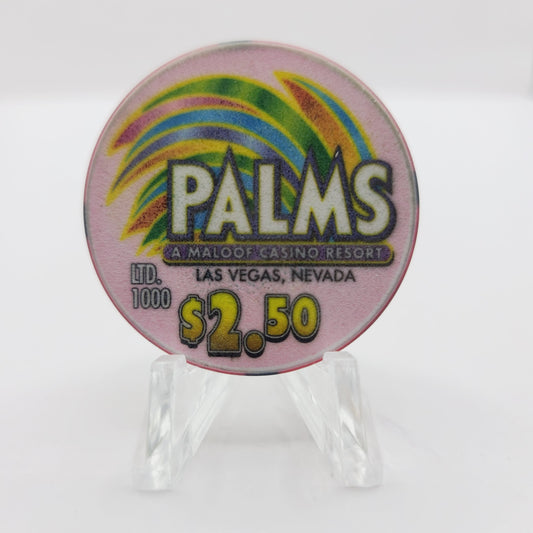 PALMS
A MALOOF CASINO RESORT
LAS VEGAS, NEVADA
LTD.
1000
$2.50